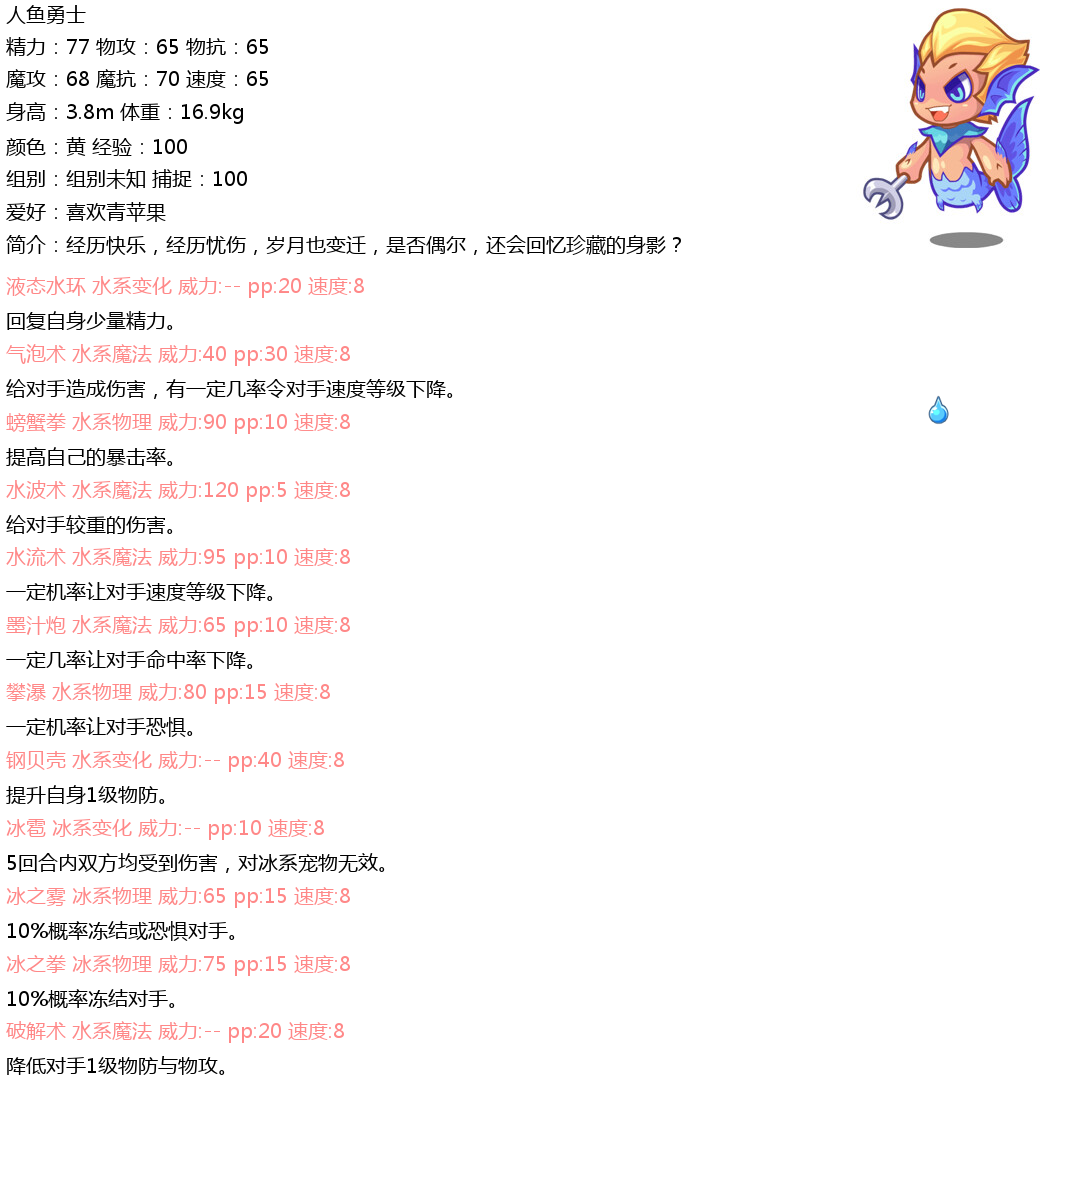 人鱼勇士
精力：77 物攻：65 物抗：65
魔攻：68 魔抗：70 速度：65
身高：3.8m 体重：16.9kg
颜色：黄 经验：100
组别：组别未知 捕捉：100
爱好：喜欢青苹果
简介：经历快乐，经历忧伤，岁月也变迁，是否偶尔，还会回忆珍藏的身影？
液态水环 水系变化 威力:-- pp:20 速度:8
回复自身少量精力。
气泡术 水系魔法 威力:40 pp:30 速度:8
给对手造成伤害，有一定几率令对手速度等级下降。
螃蟹拳 水系物理 威力:90 pp:10 速度:8
提高自己的暴击率。
水波术 水系魔法 威力:120 pp:5 速度:8
给对手较重的伤害。
水流术 水系魔法 威力:95 pp:10 速度:8
一定机率让对手速度等级下降。
墨汁炮 水系魔法 威力:65 pp:10 速度:8
一定几率让对手命中率下降。
攀瀑 水系物理 威力:80 pp:15 速度:8
一定机率让对手恐惧。
钢贝壳 水系变化 威力:-- pp:40 速度:8
提升自身1级物防。
冰雹 冰系变化 威力:-- pp:10 速度:8
5回合内双方均受到伤害，对冰系宠物无效。
冰之雾 冰系物理 威力:65 pp:15 速度:8
10%概率冻结或恐惧对手。
冰之拳 冰系物理 威力:75 pp:15 速度:8
10%概率冻结对手。
破解术 水系魔法 威力:-- pp:20 速度:8
降低对手1级物防与物攻。